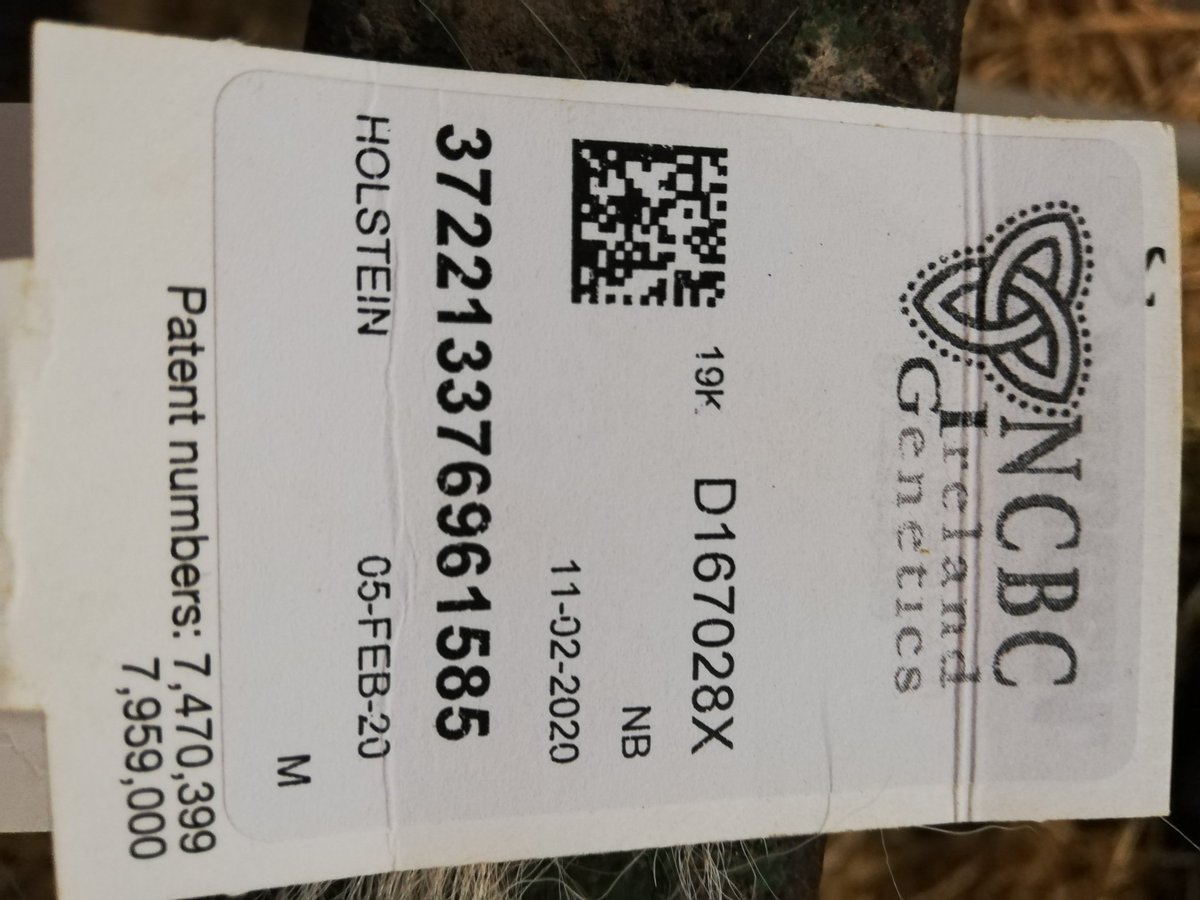 NCBC
Ireland
Genetics
19K D167028X
NB
11-02-2020
372213376961585
HOLSTEIN 05-FEB-20
M
Patent numbers: 7,470,399
7,959,000